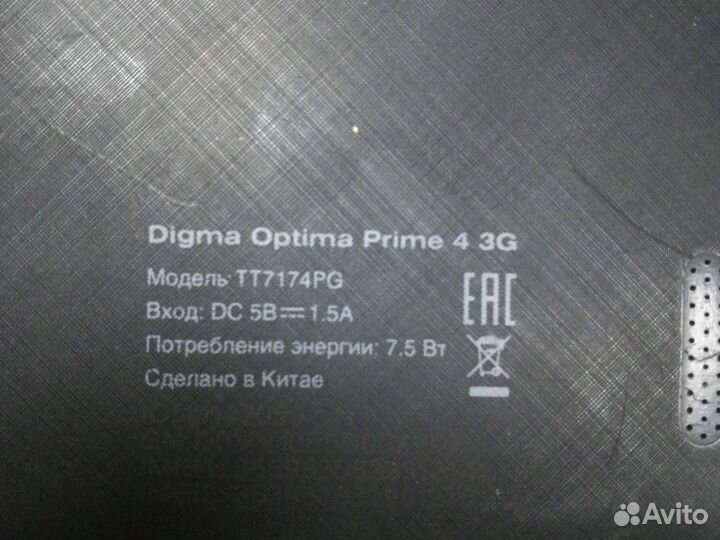 Digma Optima Prime 4 3G
Модель: TT7174PG
Вход: DC 5В⎓1.5А
Потребление энергии: 7.5 Вт
Сделано в Китае
EAC
Avito